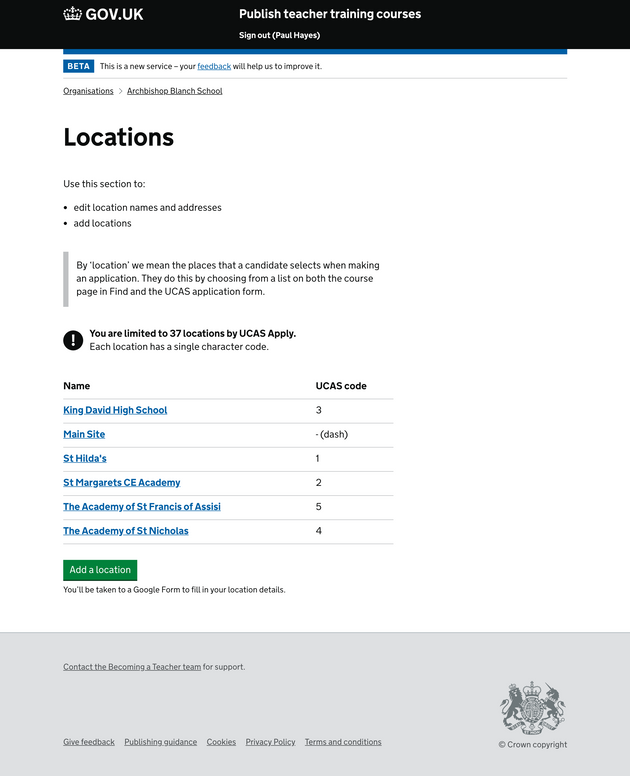 GOV.UK
Publish teacher training courses
Sign out (Paul Hayes)
BETA This is a new service – your feedback will help us to improve it.
Organisations > Archbishop Blanch School
Locations
Use this section to:
• edit location names and addresses
• add locations
By ‘location’ we mean the places that a candidate selects when making
an application. They do this by choosing from a list on both the course
page in Find and the UCAS application form.
! You are limited to 37 locations by UCAS Apply.
Each location has a single character code.
Name UCAS code
King David High School 3
Main Site - (dash)
St Hilda's 1
St Margarets CE Academy 2
The Academy of St Francis of Assisi 5
The Academy of St Nicholas 4
Add a location
You’ll be taken to a Google Form to fill in your location details.
Contact the Becoming a Teacher team for support.
Give feedback Publishing guidance Cookies Privacy Policy Terms and conditions
© Crown copyright